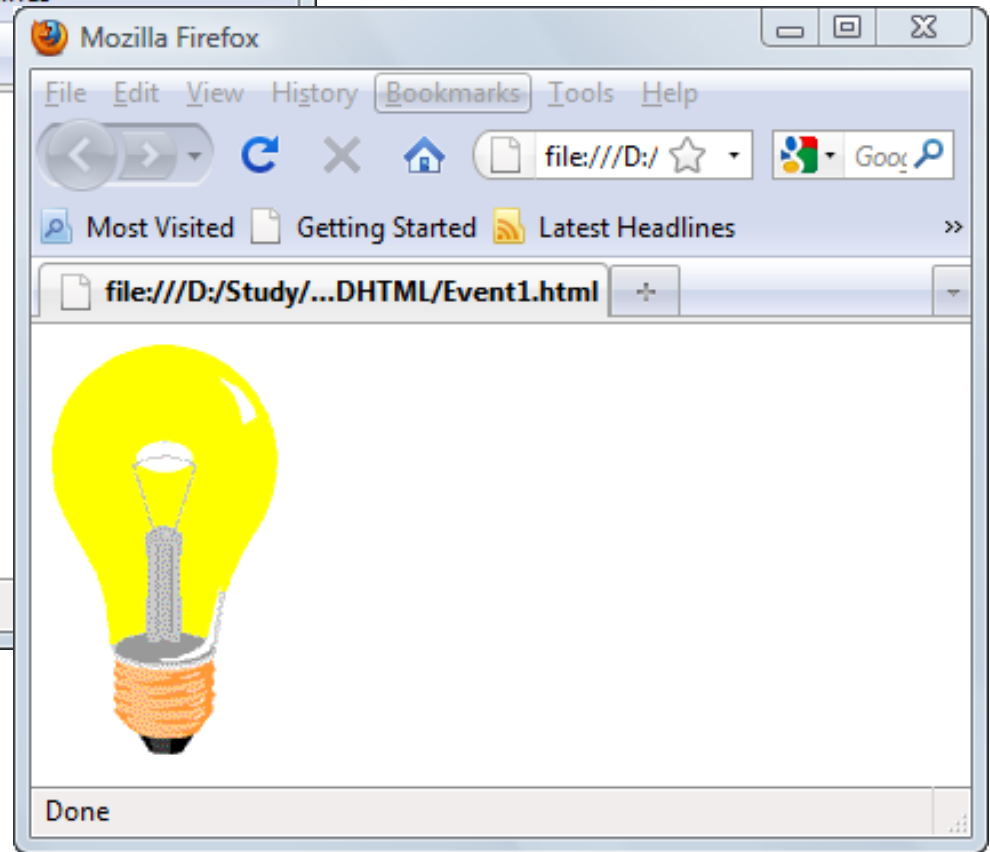 Mozilla Firefox
File Edit View History Bookmarks Tools Help
file:///D:/ Goog
Most Visited Getting Started Latest Headlines »
file:///D:/Study/...DHTML/Event1.html
Done